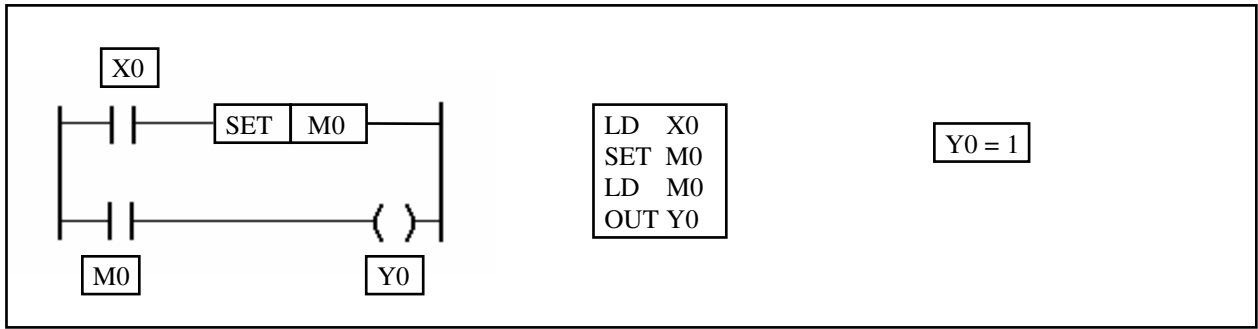 X0
SET M0
M0
Y0
LD X0
SET M0
LD M0
OUT Y0
Y0 = 1